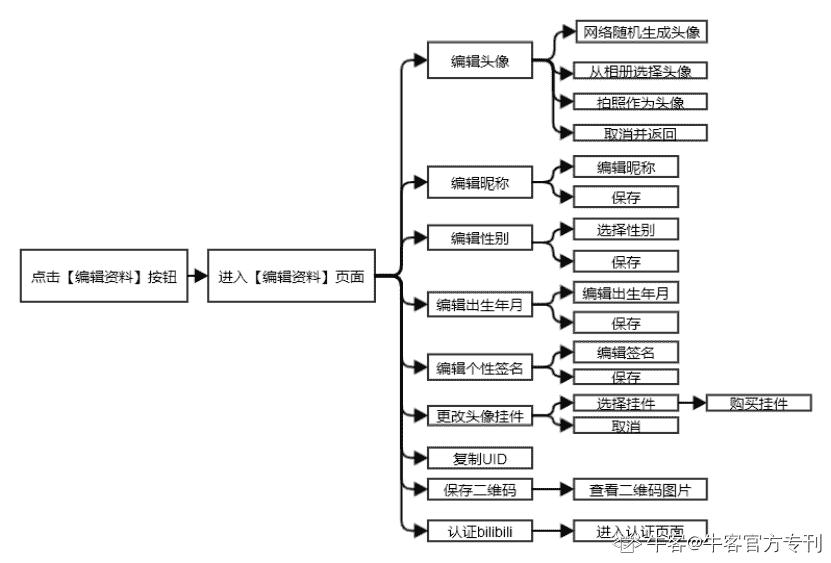 点击【编辑资料】按钮
进入【编辑资料】页面
编辑头像
网络随机生成头像
从相册选择头像
拍照作为头像
取消并返回
编辑昵称
编辑昵称
保存
编辑性别
选择性别
保存
编辑出生年月
编辑出生年月
保存
编辑个性签名
编辑签名
保存
更改头像挂件
选择挂件
购买挂件
取消
复制UID
保存二维码
查看二维码图片
认证bilibili
进入认证页面
牛客@牛客官方专刊